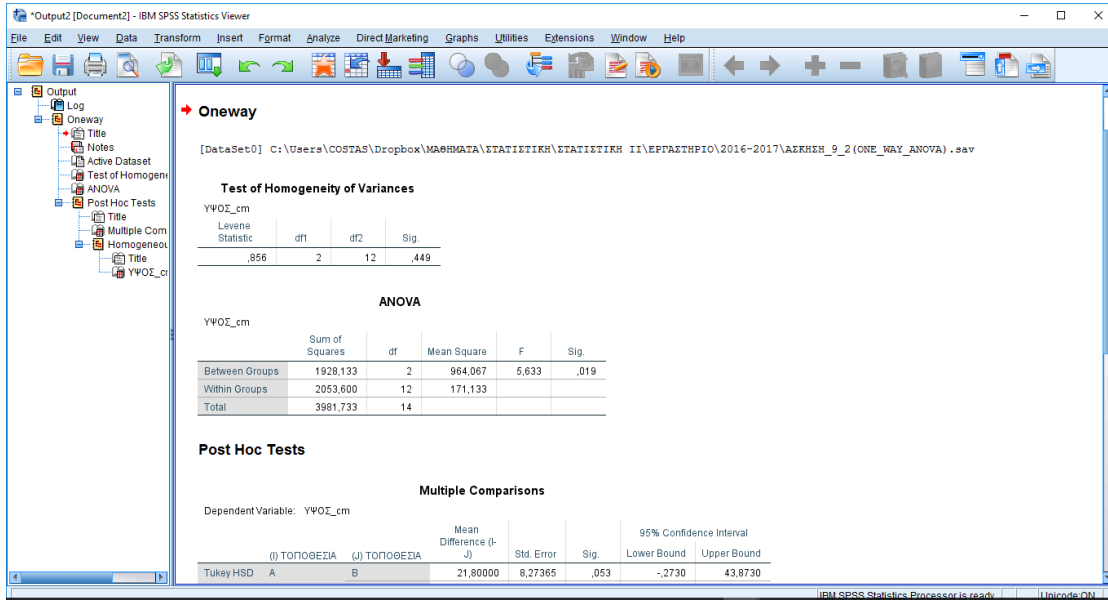 *Output2 [Document2] - IBM SPSS Statistics Viewer
File Edit View Data Transform Insert Format Analyze Direct Marketing Graphs Utilities Extensions Window Help
Output
Log
Oneway
Title
Notes
Active Dataset
Test of Homogene
ANOVA
Post Hoc Tests
Title
Multiple Com
Homogeneou
Title
ΥΨΟΣ_c
Oneway
[DataSet0] C:\Users\COSTAS\Dropbox\ΜΑΘΗΜΑΤΑ\ΣΤΑΤΙΣΤΙΚΗ\ΣΤΑΤΙΣΤΙΚΗ ΙΙ\ΕΡΓΑΣΤΗΡΙΟ\2016-2017\ΑΣΚΗΣΗ_9_2(ONE_WAY_ANOVA).sav
Test of Homogeneity of Variances
ΥΨΟΣ_cm
Levene Statistic df1 df2 Sig.
,856 2 12 ,449
ANOVA
ΥΨΟΣ_cm
Sum of Squares df Mean Square F Sig.
Between Groups 1928,133 2 964,067 5,633 ,019
Within Groups 2053,600 12 171,133
Total 3981,733 14
Post Hoc Tests
Multiple Comparisons
Dependent Variable: ΥΨΟΣ_cm
(I) ΤΟΠΟΘΕΣΙΑ (J) ΤΟΠΟΘΕΣΙΑ Mean Difference (I-J) Std. Error Sig. 95% Confidence Interval
Lower Bound Upper Bound
Tukey HSD A B 21,80000 8,27365 ,053 -,2730 43,8730
IBM SPSS Statistics Processor is ready Unicode:ON